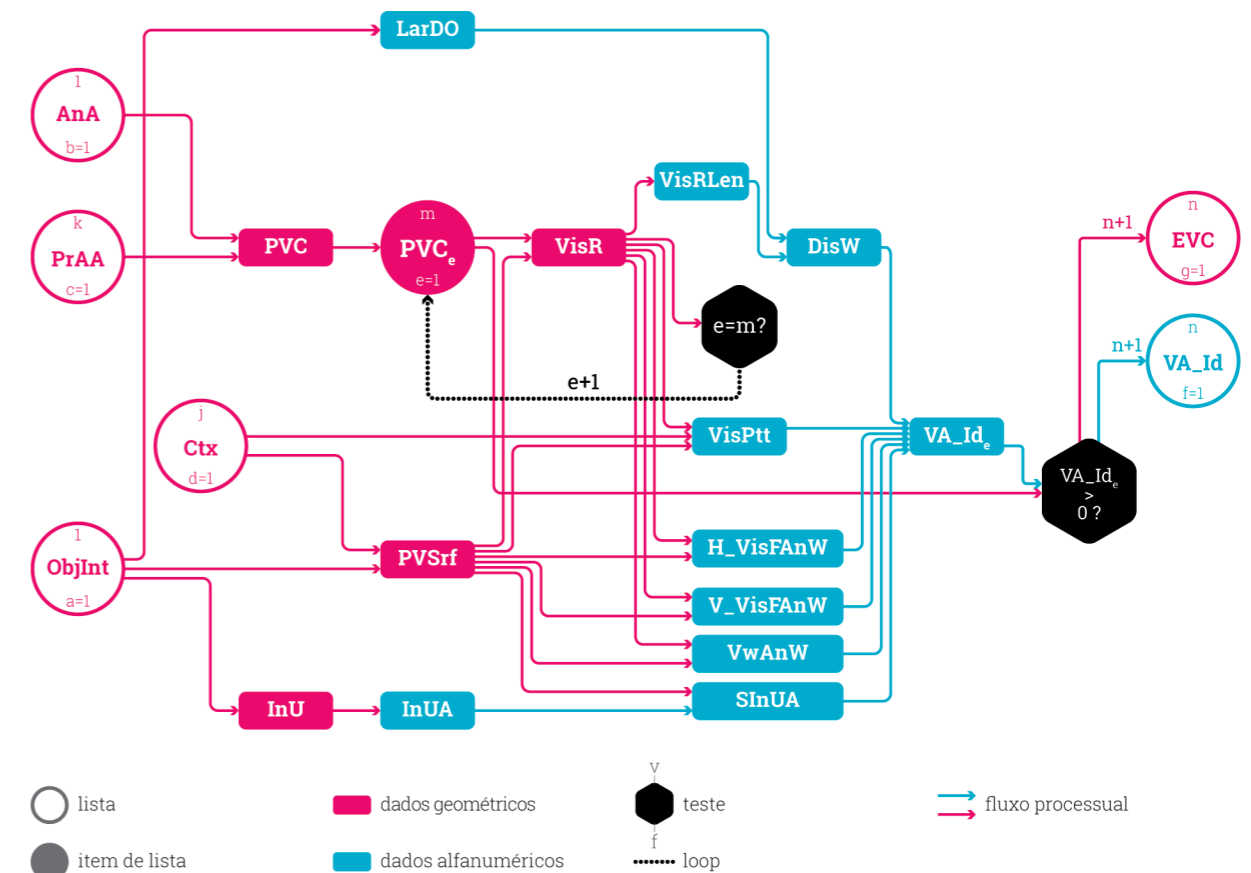 LarDO
l
AnA
b=1
VisRLen
k
PrAA
c=1
PVC
m
PVCe
e=1
VisR
DisW
n+1
n
EVC
g=1
e=m?
e+1
n+1
n
VA_Id
f=1
j
Ctx
d=1
VisPtt
VA_Ide
VA_Ide
>
0 ?
l
ObjInt
a=1
PVSrf
H_VisFAnW
V_VisFAnW
VwAnW
SInUA
InU
InUA
lista
dados geométricos
v
teste
f
fluxo processual
item de lista
dados alfanuméricos
loop